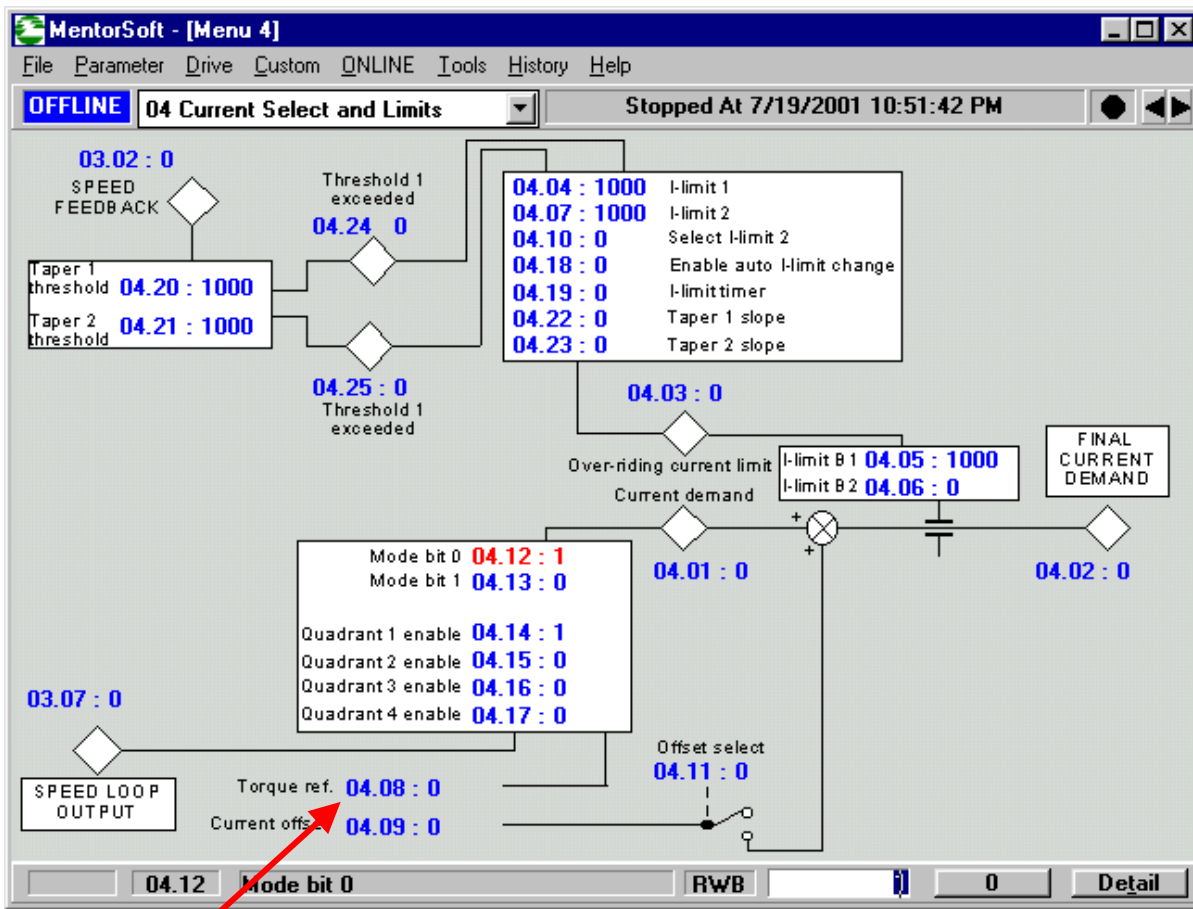 MentorSoft - [Menu 4]
File Parameter Drive Custom ONLINE Tools History Help
OFFLINE 04 Current Select and Limits Stopped At 7/19/2001 10:51:42 PM
03.02 : 0
SPEED
FEEDBACK
Threshold 1
exceeded
04.24 0
Taper 1
threshold 04.20 : 1000
Taper 2
threshold 04.21 : 1000
04.25 : 0
Threshold 1
exceeded
04.04 : 1000 I-limit 1
04.07 : 1000 I-limit 2
04.10 : 0 Select I-limit 2
04.18 : 0 Enable auto I-limit change
04.19 : 0 I-limit timer
04.22 : 0 Taper 1 slope
04.23 : 0 Taper 2 slope
04.03 : 0
Over-riding current limit
I-limit B1 04.05 : 1000
I-limit B2 04.06 : 0
FINAL
CURRENT
DEMAND
Current demand
+
+
04.01 : 0
04.02 : 0
Mode bit 0 04.12 : 1
Mode bit 1 04.13 : 0
Quadrant 1 enable 04.14 : 1
Quadrant 2 enable 04.15 : 0
Quadrant 3 enable 04.16 : 0
Quadrant 4 enable 04.17 : 0
03.07 : 0
SPEED LOOP
OUTPUT
Offset select
04.11 : 0
Torque ref. 04.08 : 0
Current offs 04.09 : 0
04.12 Mode bit 0 RWB 1 0 Detail